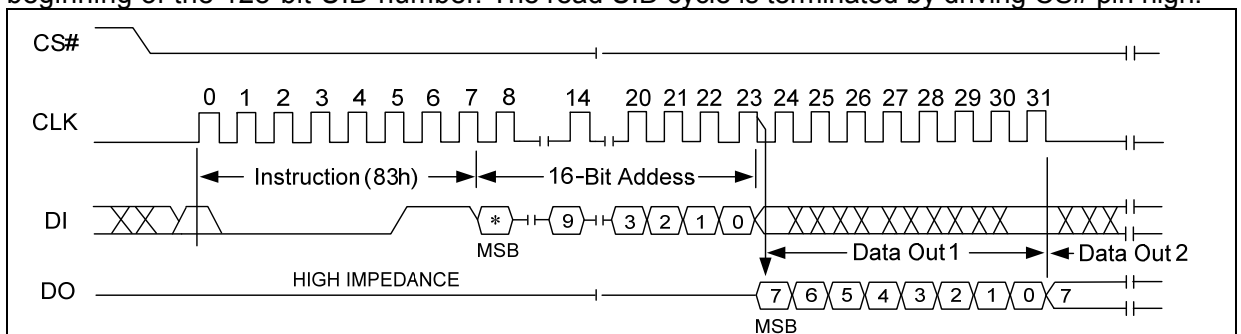 beginning of the 128-bit UID number. The read UID cycle is terminated by driving CS# pin high.
CS#
0 1 2 3 4 5 6 7 8 14 20 21 22 23 24 25 26 27 28 29 30 31
CLK
Instruction (83h) 16-Bit Addess
DI * 9 3 2 1 0
MSB
Data Out 1 Data Out 2
HIGH IMPEDANCE
DO 7 6 5 4 3 2 1 0 7
MSB